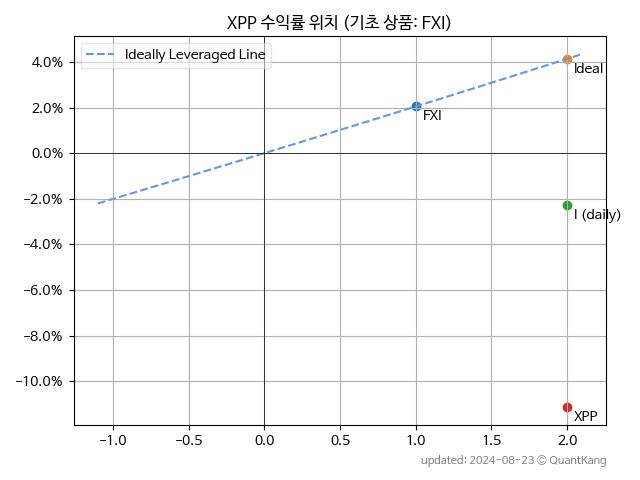 XPP 수익률 위치 (기초 상품: FXI)
Ideally Leveraged Line
4.0%
2.0%
0.0%
−2.0%
−4.0%
−6.0%
−8.0%
−10.0%
Ideal
FXI
I (daily)
XPP
−1.0
−0.5
0.0
0.5
1.0
1.5
2.0
updated: 2024-08-23 © QuantKang